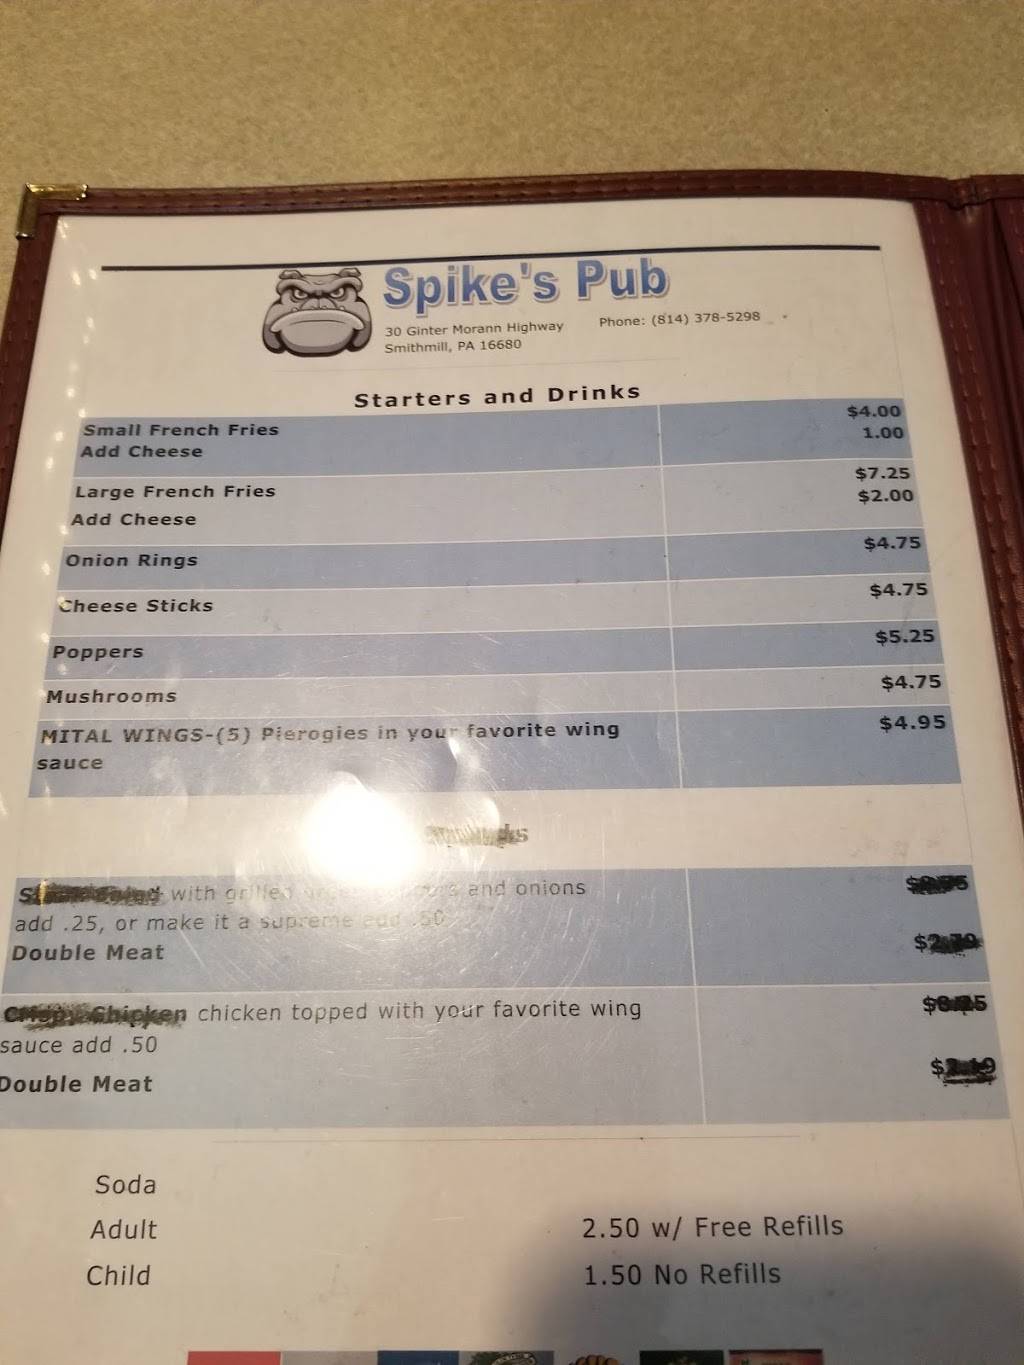 Spike's Pub
30 Ginter Morann Highway Phone: (814) 378-5298
Smithmill, PA 16680
Starters and Drinks
Small French Fries $4.00
Add Cheese 1.00
Large French Fries $7.25
Add Cheese $2.00
Onion Rings $4.75
Cheese Sticks $4.75
Poppers $5.25
Mushrooms $4.75
MITAL WINGS-(5) Pierogies in your favorite wing $4.95
sauce
with grilled and onions
add .25, or make it a supreme add .50
Double Meat
Crispy Chicken chicken topped with your favorite wing
sauce add .50
Double Meat
Soda
Adult 2.50 w/ Free Refills
Child 1.50 No Refills